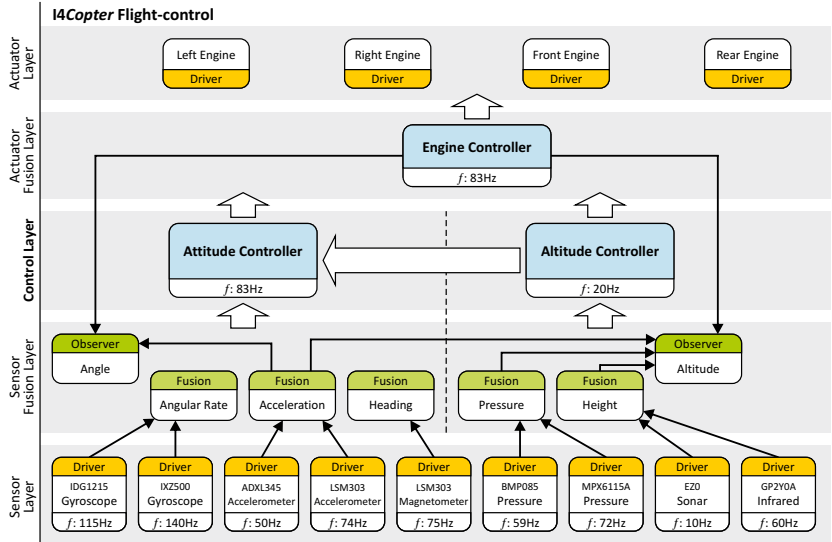 I4Copter Flight-control
Actuator
Layer
Left Engine
Driver
Right Engine
Driver
Front Engine
Driver
Rear Engine
Driver
Actuator
Fusion Layer
Engine Controller
f: 83Hz
Control Layer
Attitude Controller
f: 83Hz
Altitude Controller
f: 20Hz
Sensor
Fusion Layer
Observer
Angle
Observer
Altitude
Fusion
Angular Rate
Fusion
Acceleration
Fusion
Heading
Fusion
Pressure
Fusion
Height
Sensor
Layer
Driver
IDG1215
Gyroscope
f: 115Hz
Driver
IXZ500
Gyroscope
f: 140Hz
Driver
ADXL345
Accelerometer
f: 50Hz
Driver
LSM303
Accelerometer
f: 74Hz
Driver
LSM303
Magnetometer
f: 75Hz
Driver
BMP085
Pressure
f: 59Hz
Driver
MPX6115A
Pressure
f: 72Hz
Driver
EZ0
Sonar
f: 10Hz
Driver
GP2Y0A
Infrared
f: 60Hz